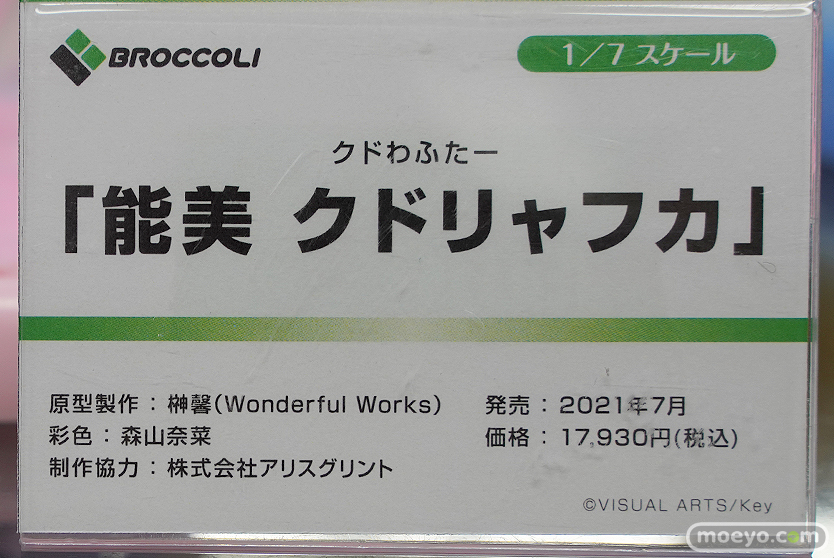 BROCCOLI
1/7 スケール
クドわふたー
「能美 クドリャフカ」
原型製作:榊馨(Wonderful Works)
彩色:森山奈菜
制作協力:株式会社アリスグリント
発売:2021年7月
価格:17,930円(税込)
©VISUAL ARTS/Key
moeyo.com